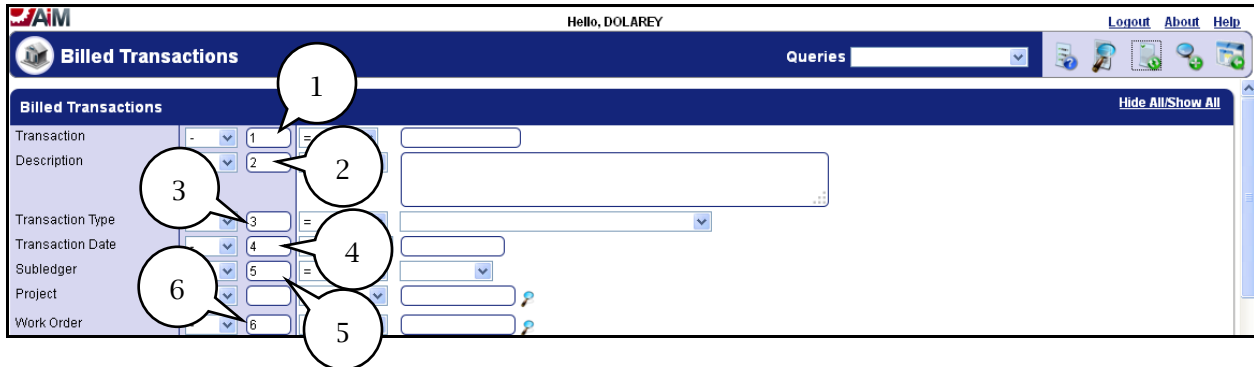 AiM Hello, DOLAREY Logout About Help
Billed Transactions Queries
1
Billed Transactions Hide All/Show All
Transaction - 1 =
Description 2 2
3
Transaction Type 3 =
Transaction Date - 4 4
Subledger 5 =
Project
6
Work Order - 6
5